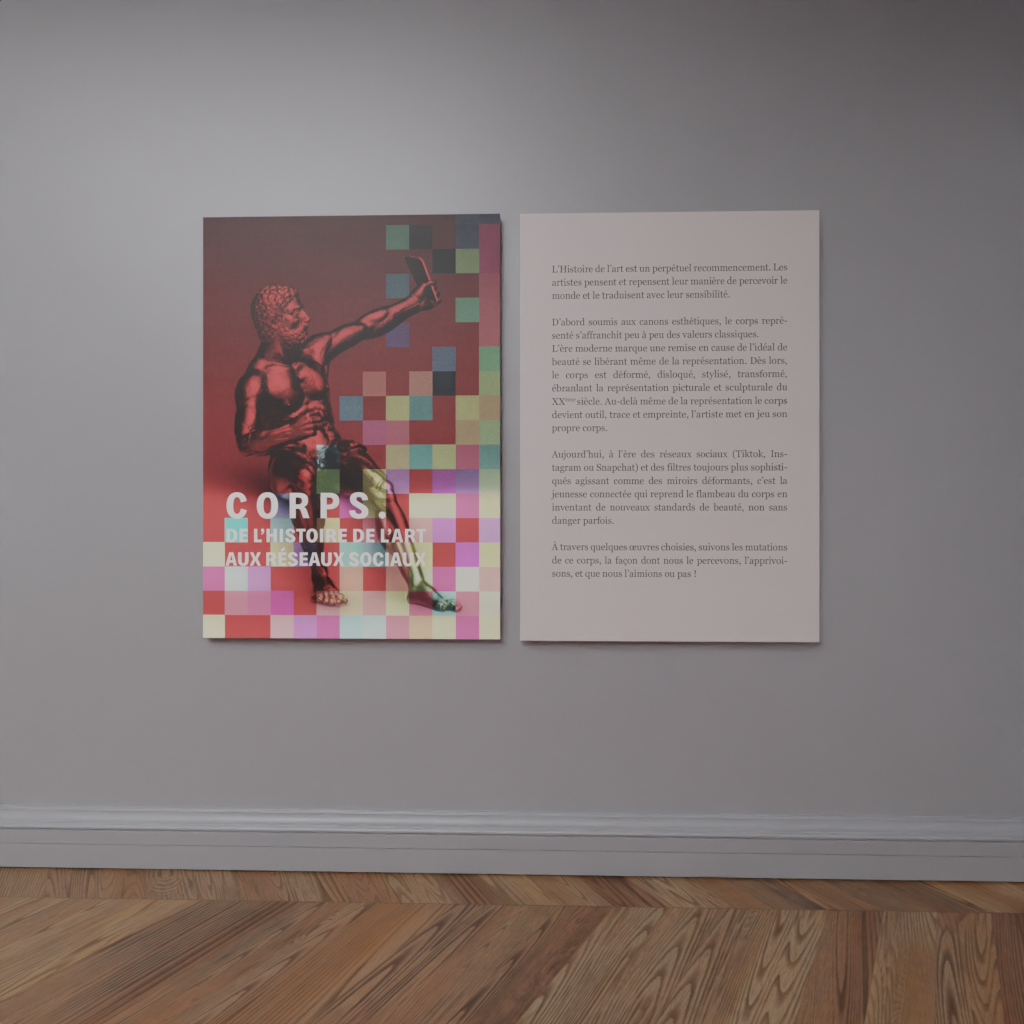 CORPS.
DE L'HISTOIRE DE L'ART
AUX RÉSEAUX SOCIAUX
L'Histoire de l'art est un perpétuel recommencement. Les
artistes pensent et repensent leur manière de percevoir le
monde et le traduisent avec leur sensibilité.
D'abord soumis aux canons esthétiques, le corps repré-
senté s'affranchit peu à peu des valeurs classiques.
L'ère moderne marque une remise en cause de l'idéal de
beauté se libérant même de la représentation. Dès lors,
le corps est déformé, disloqué, stylisé, transformé,
ébranlant la représentation picturale et sculpturale du
XXème siècle. Au-delà même de la représentation le corps
devient outil, trace et empreinte, l'artiste met en jeu son
propre corps.
Aujourd'hui, à l'ère des réseaux sociaux (Tiktok, Ins-
tagram ou Snapchat) et des filtres toujours plus sophisti-
qués agissant comme des miroirs déformants, c'est la
jeunesse connectée qui reprend le flambeau du corps en
inventant de nouveaux standards de beauté, non sans
danger parfois.
À travers quelques œuvres choisies, suivons les mutations
de ce corps, la façon dont nous le percevons, l'apprivoi-
sons, et que nous l'aimions ou pas !